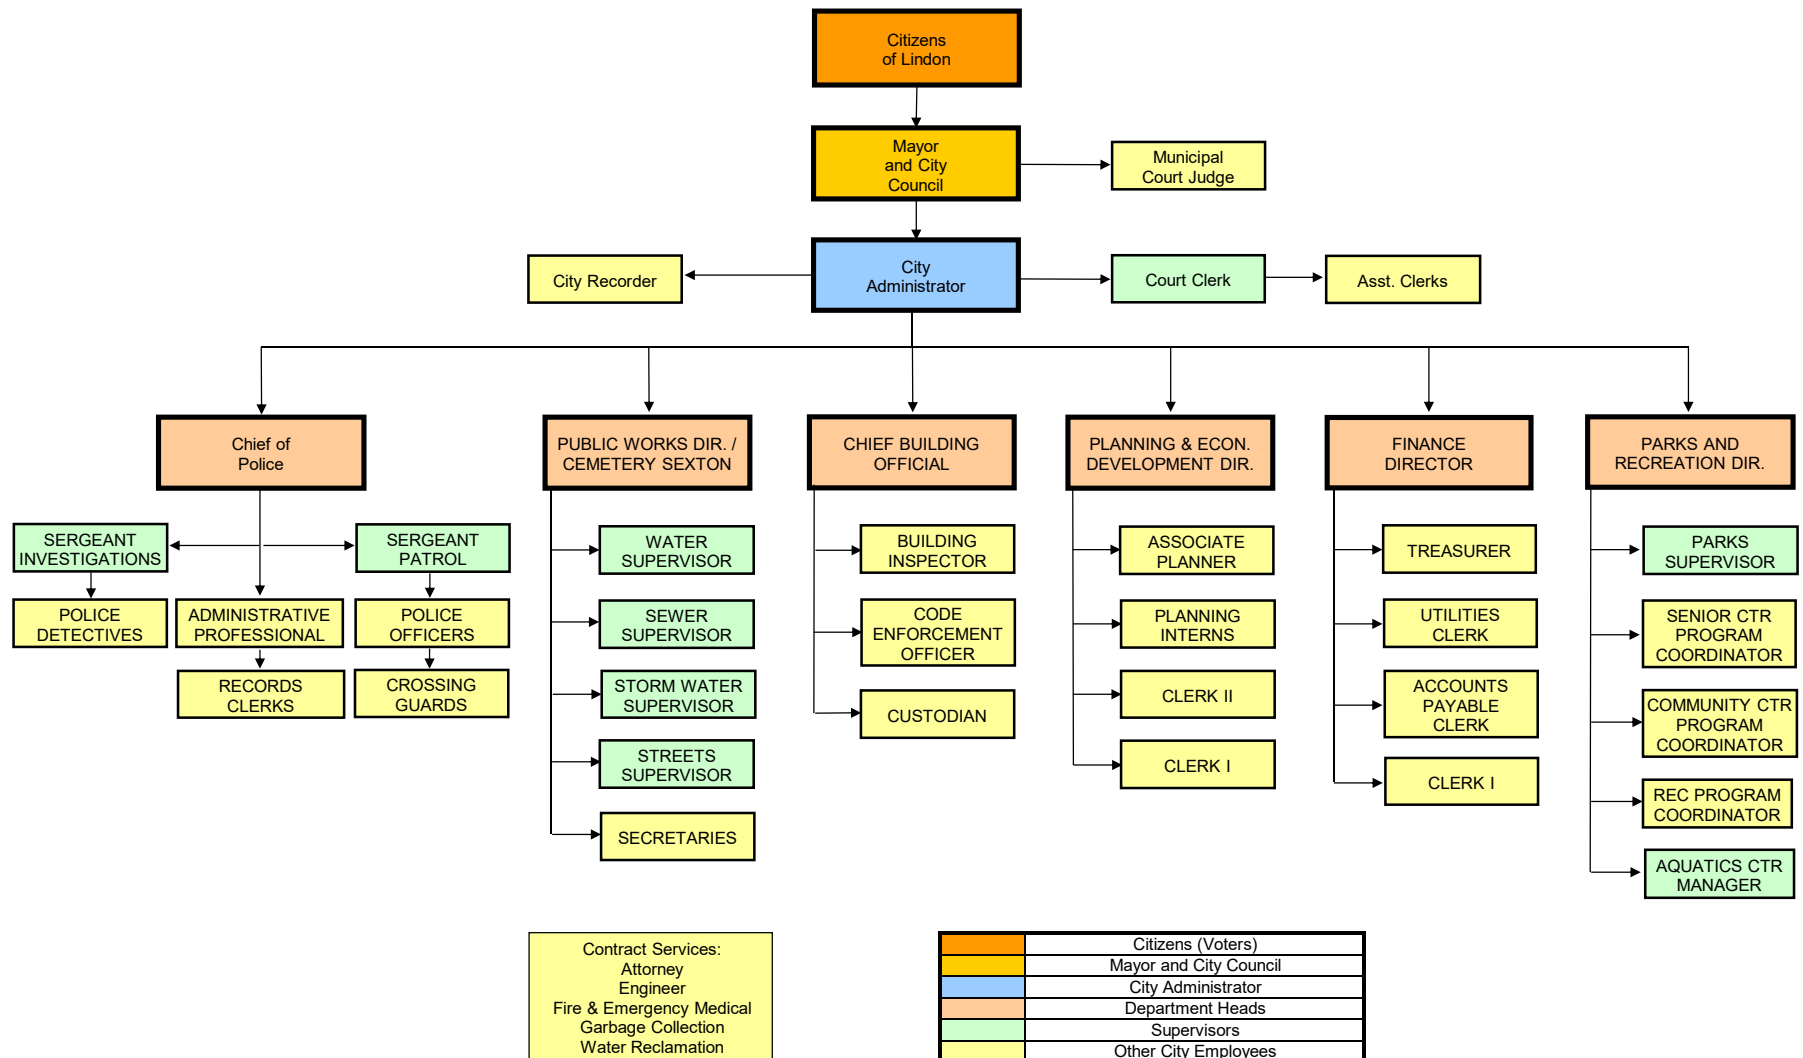 Citizens
of Lindon
Mayor
and City
Council
Municipal
Court Judge
City Recorder
City
Administrator
Court Clerk
Asst. Clerks
Chief of
Police
PUBLIC WORKS DIR. /
CEMETERY SEXTON
CHIEF BUILDING
OFFICIAL
PLANNING & ECON.
DEVELOPMENT DIR.
FINANCE
DIRECTOR
PARKS AND
RECREATION DIR.
SERGEANT
INVESTIGATIONS
SERGEANT
PATROL
POLICE
DETECTIVES
ADMINISTRATIVE
PROFESSIONAL
POLICE
OFFICERS
RECORDS
CLERKS
CROSSING
GUARDS
WATER
SUPERVISOR
SEWER
SUPERVISOR
STORM WATER
SUPERVISOR
STREETS
SUPERVISOR
SECRETARIES
BUILDING
INSPECTOR
CODE
ENFORCEMENT
OFFICER
CUSTODIAN
ASSOCIATE
PLANNER
PLANNING
INTERNS
CLERK II
CLERK I
TREASURER
UTILITIES
CLERK
ACCOUNTS
PAYABLE
CLERK
CLERK I
PARKS
SUPERVISOR
SENIOR CTR
PROGRAM
COORDINATOR
COMMUNITY CTR
PROGRAM
COORDINATOR
REC PROGRAM
COORDINATOR
AQUATICS CTR
MANAGER
Contract Services:
Attorney
Engineer
Fire & Emergency Medical
Garbage Collection
Water Reclamation
Citizens (Voters)
Mayor and City Council
City Administrator
Department Heads
Supervisors
Other City Employees